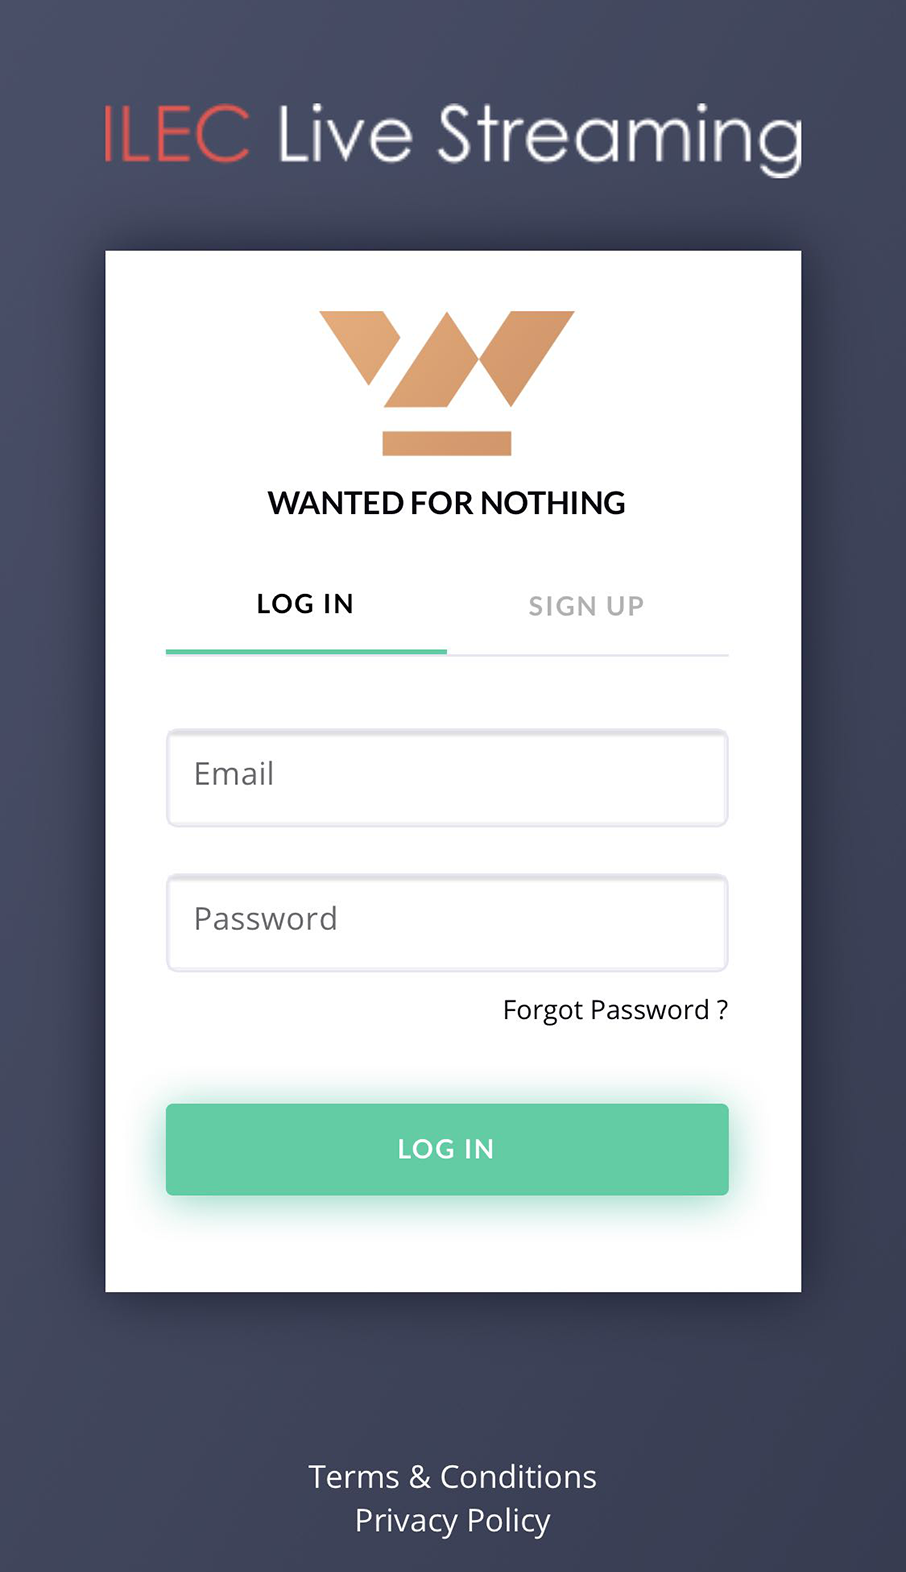 ILEC Live Streaming
WANTED FOR NOTHING
LOG IN
SIGN UP
Email
Password
Forgot Password ?
LOG IN
Terms & Conditions
Privacy Policy